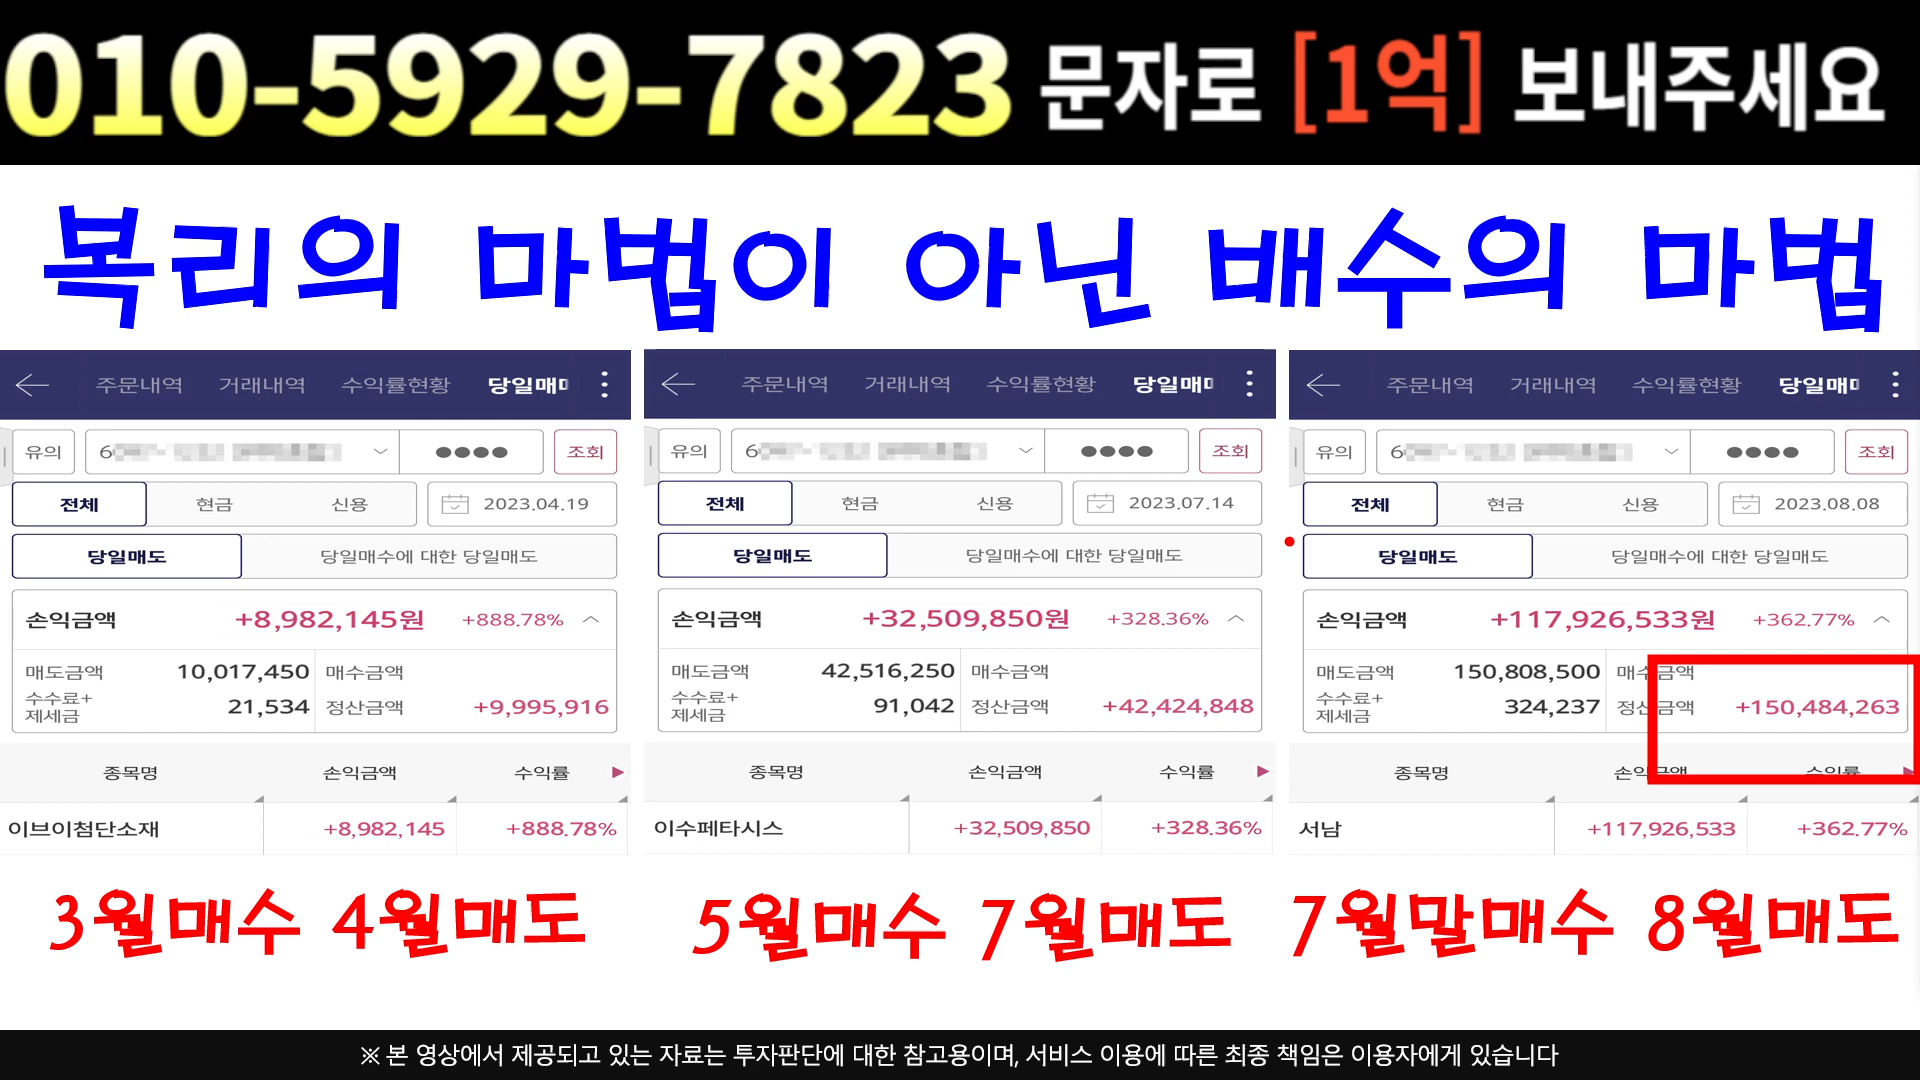 010-5929-7823 문자로 [1억] 보내주세요
복리의 마법이 아닌 배수의 마법
주문내역 거래내역 수익률현황 당일매
유의 6 ●●●● 조회
전체 현금 신용 2023.04.19
당일매도 당일매수에 대한 당일매도
손익금액 +8,982,145원 +888.78%
매도금액 10,017,450 매수금액
수수료+
제세금 21,534 정산금액 +9,995,916
종목명 손익금액 수익률
이브이첨단소재 +8,982,145 +888.78%
3월매수 4월매도
주문내역 거래내역 수익률현황 당일매
유의 6 ●●●● 조회
전체 현금 신용 2023.07.14
당일매도 당일매수에 대한 당일매도
손익금액 +32,509,850원 +328.36%
매도금액 42,516,250 매수금액
수수료+
제세금 91,042 정산금액 +42,424,848
종목명 손익금액 수익률
이수페타시스 +32,509,850 +328.36%
5월매수 7월매도
주문내역 거래내역 수익률현황 당일매
유의 6 ●●●● 조회
전체 현금 신용 2023.08.08
당일매도 당일매수에 대한 당일매도
손익금액 +117,926,533원 +362.77%
매도금액 150,808,500 매수금액
수수료+
제세금 324,237 정산금액 +150,484,263
종목명 손익금액 수익률
서남 +117,926,533 +362.77%
7월말매수 8월매도
※ 본 영상에서 제공되고 있는 자료는 투자판단에 대한 참고용이며, 서비스 이용에 따른 최종 책임은 이용자에게 있습니다